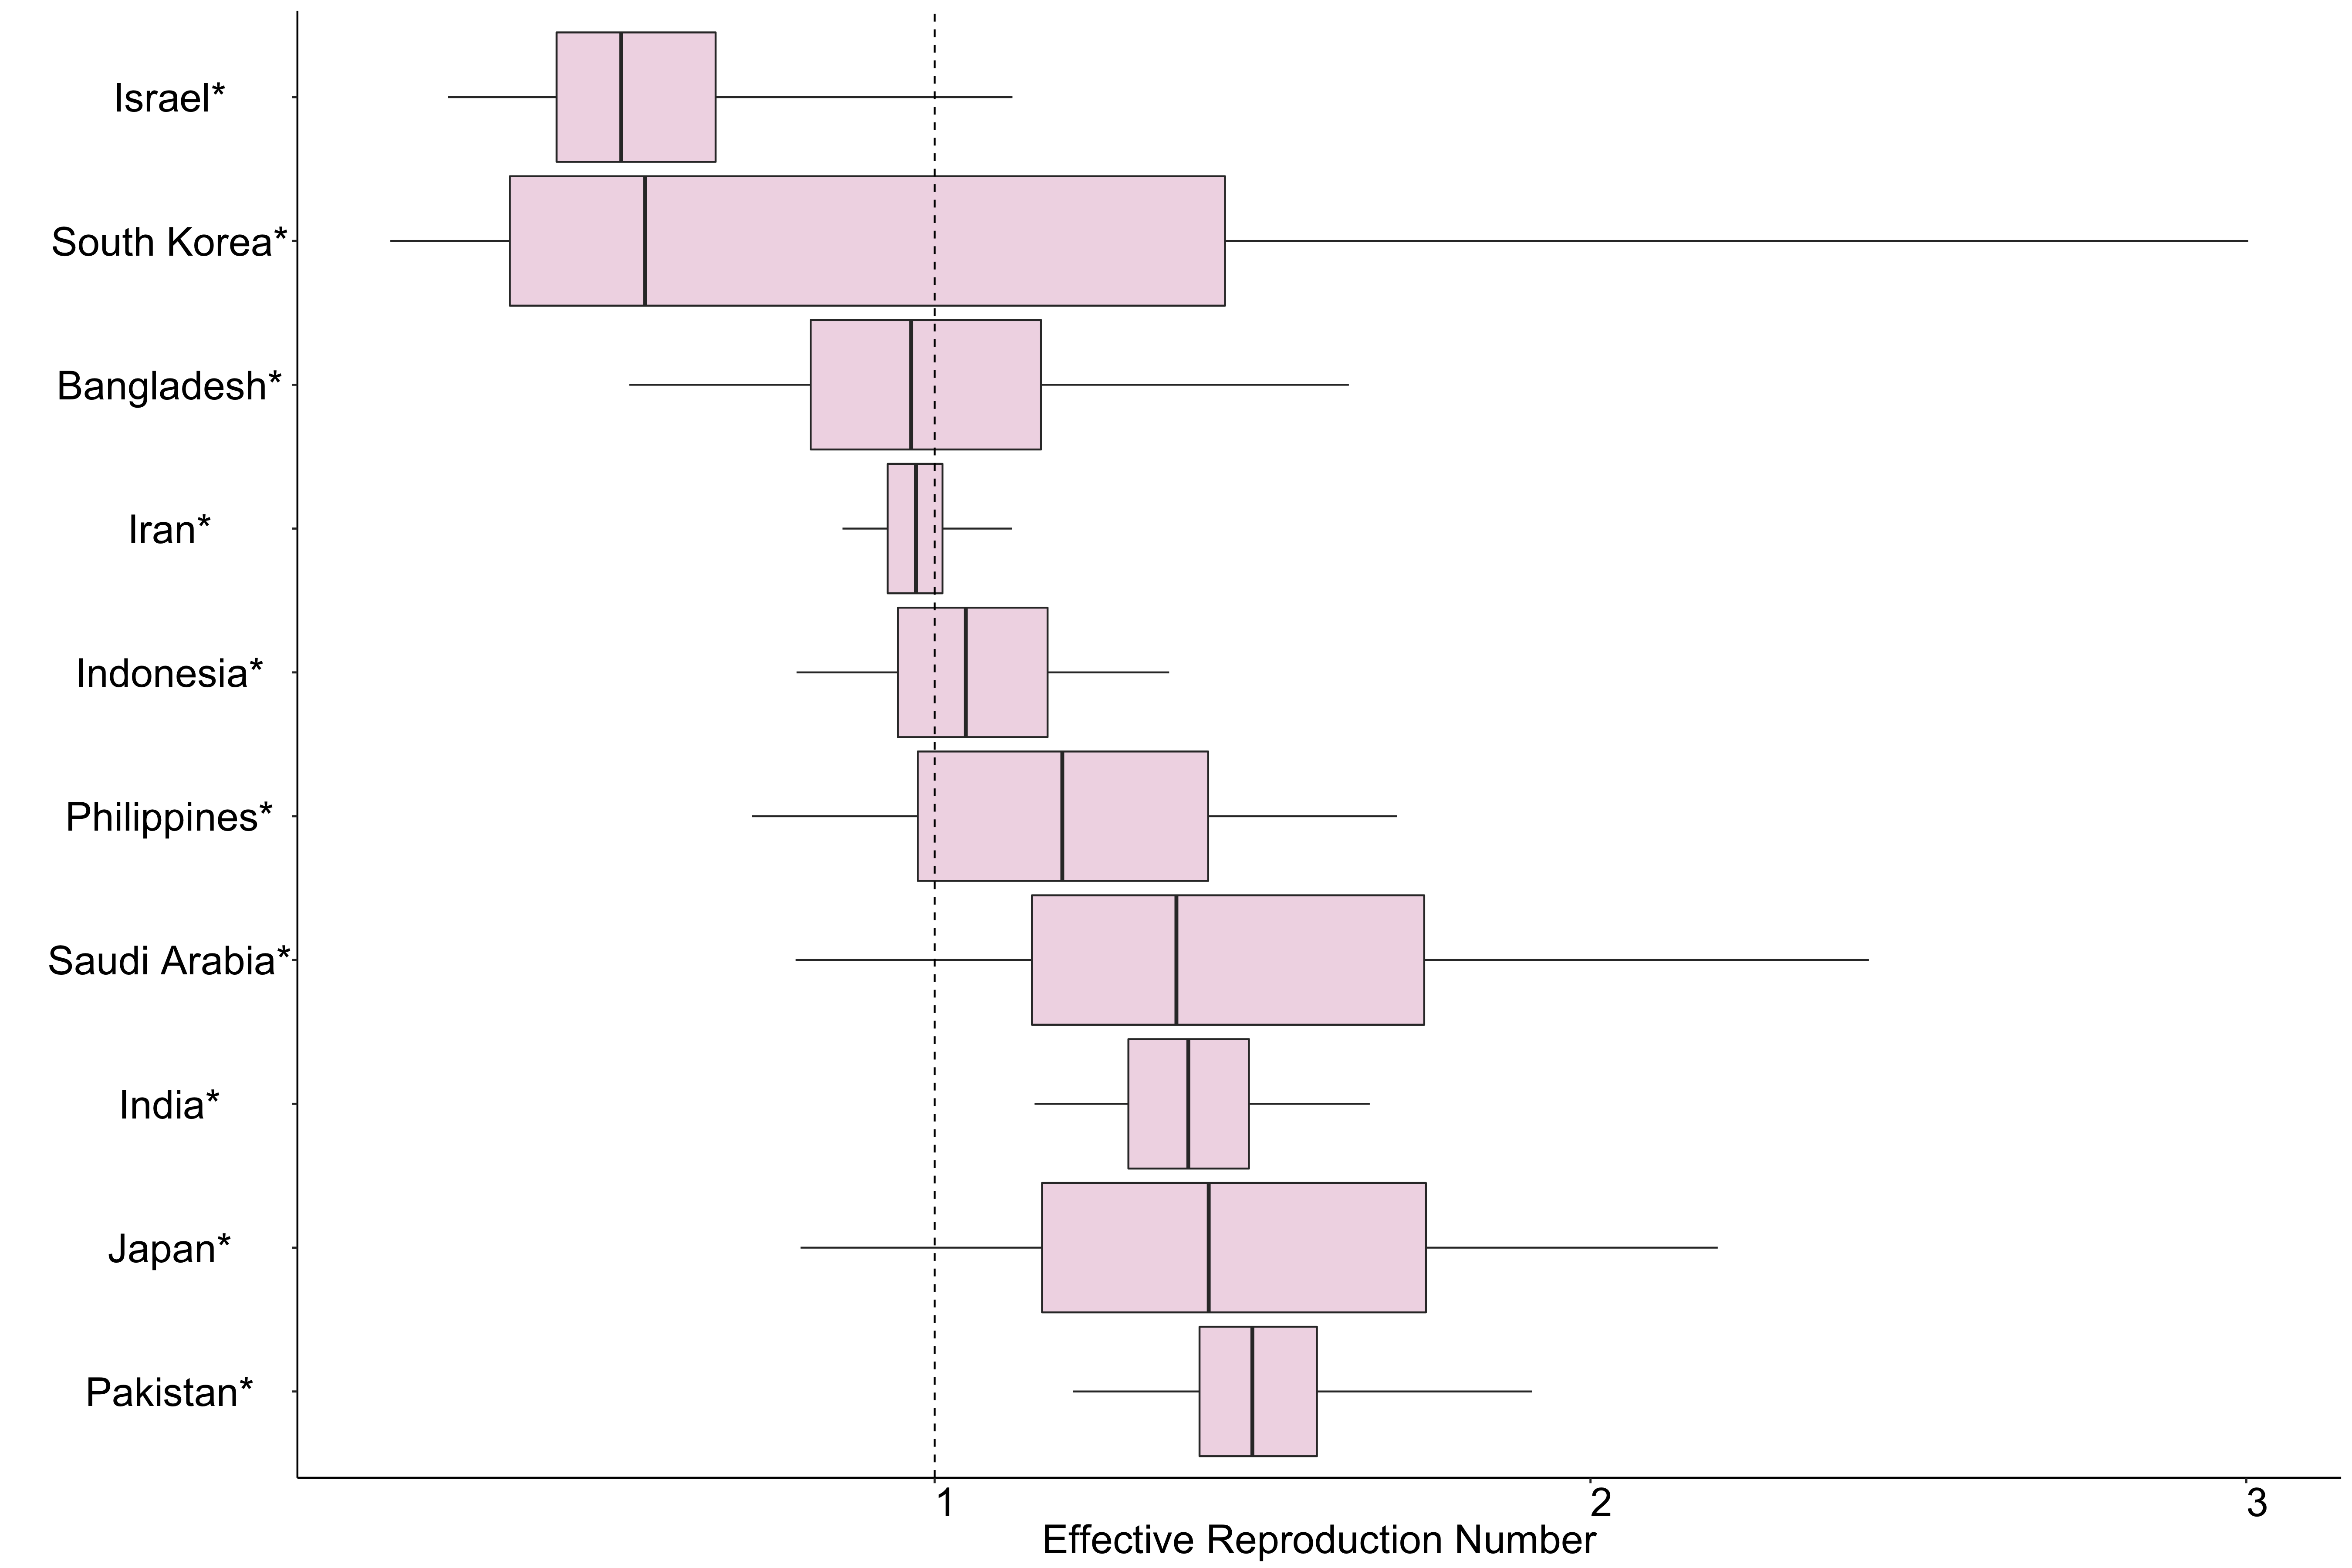 Israel*
South Korea*
Bangladesh*
Iran*
Indonesia*
Philippines*
Saudi Arabia*
India*
Japan*
Pakistan*
1 2 3
Effective Reproduction Number